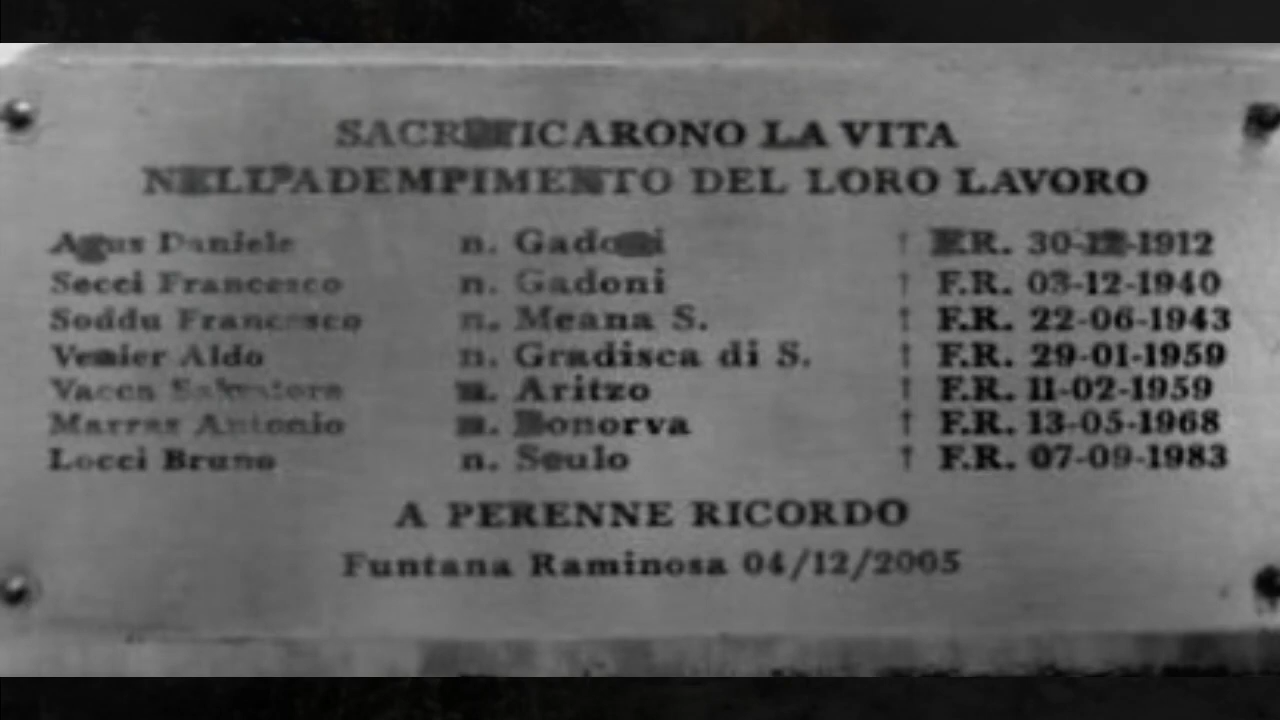 SACRIFICARONO LA VITA
NELL'ADEMPIMENTO DEL LORO LAVORO
Agus Daniele n. Gadoni † F.R. 30-12-1912
Secci Francesco n. Gadoni † F.R. 03-12-1940
Soddu Francesco n. Meana S. † F.R. 22-06-1943
Venier Aldo n. Gradisca di S. † F.R. 29-01-1959
Vacca Salvatore n. Aritzo † F.R. 11-02-1959
Marras Antonio n. Bonorva † F.R. 13-05-1968
Locci Bruno n. Seulo † F.R. 07-09-1983
A PERENNE RICORDO
Funtana Raminosa 04/12/2005